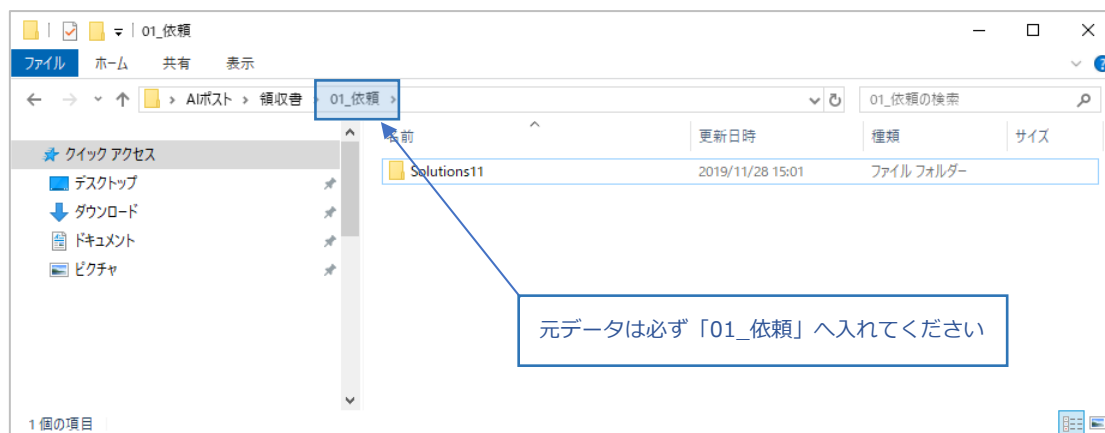 01_依頼
ファイル ホーム 共有 表示
AIポスト 領収書 01_依頼 01_依頼の検索
名前 更新日時 種類 サイズ
クイック アクセス
Solutions11 2019/11/28 15:01 ファイル フォルダー
デスクトップ
ダウンロード
ドキュメント
ピクチャ
元データは必ず「01_依頼」へ入れてください
1 個の項目